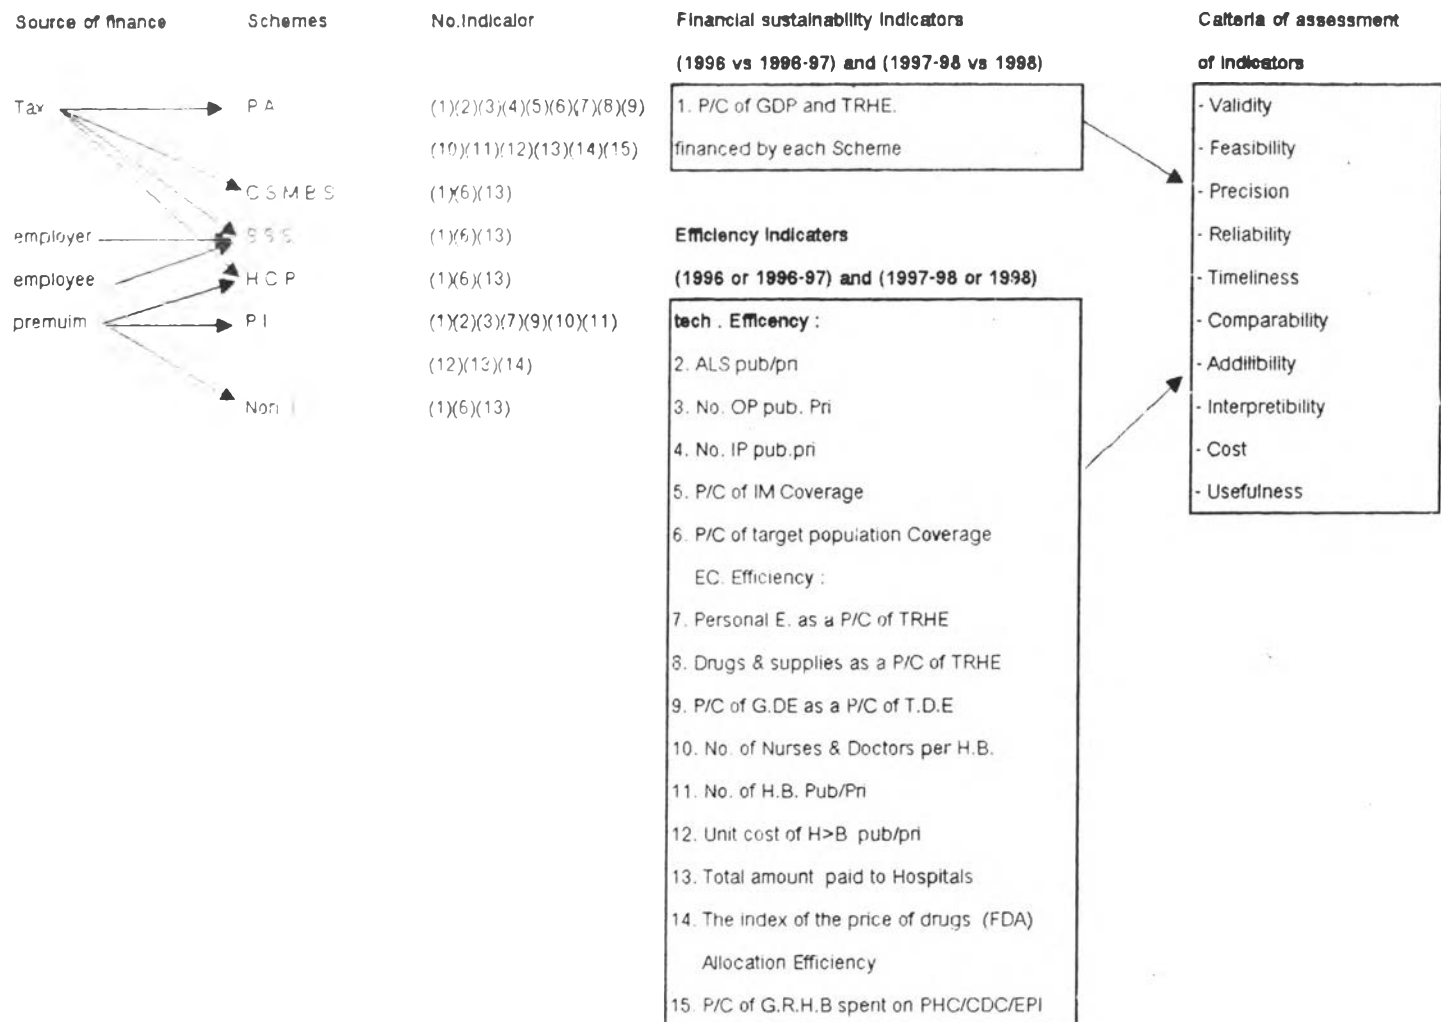 Source of finance
Schemes
No.Indicalor
Tax
P A
(1)(2)(3)(4)(5)(6)(7)(8)(9)
(10)(11)(12)(13)(14)(15)
C S M B S
(1)(6)(13)
employer
S S S
(1)(6)(13)
employee
H C P
(1)(6)(13)
premuim
P I
(1)(2)(3)(7)(9)(10)(11)
(12)(13)(14)
Non I
(1)(6)(13)
Financial sustainability Indicators
(1996 vs 1996-97) and (1997-98 vs 1998)
1. P/C of GDP and TRHE.
financed by each Scheme
Efficiency Indicaters
(1996 or 1996-97) and (1997-98 or 1998)
tech . Efficency :
2. ALS pub/pri
3. No. OP pub. Pri
4. No. IP pub.pri
5. P/C of IM Coverage
6. P/C of target population Coverage
EC. Efficiency :
7. Personal E. as a P/C of TRHE
8. Drugs & supplies as a P/C of TRHE
9. P/C of G.DE as a P/C of T.D.E
10. No. of Nurses & Doctors per H.B.
11. No. of H.B. Pub/Pri
12. Unit cost of H>B pub/pri
13. Total amount paid to Hospitals
14. The index of the price of drugs (FDA)
Allocation Efficiency
15. P/C of G.R.H.B spent on PHC/CDC/EPI
Caiteria of assessment
of Indicators
- Validity
- Feasibility
- Precision
- Reliability
- Timeliness
- Comparability
- Addilibility
- Interpretibility
- Cost
- Usefulness